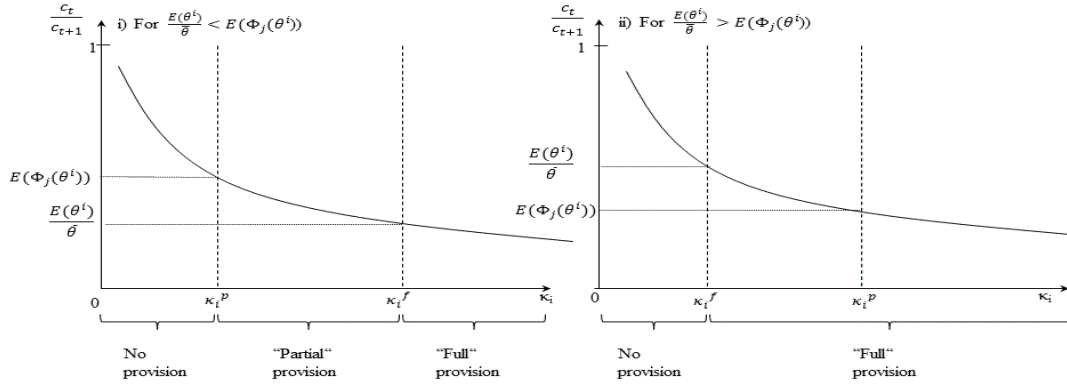 c_t / c_{t+1}
i) For E(θ^i)/θ̄ < E(Φ_j(θ^i))
1
E(Φ_j(θ^i))
E(θ^i)/θ̄
0 κ_i^p κ_i^f κ_i
No provision
"Partial" provision
"Full" provision
c_t / c_{t+1}
ii) For E(θ^i)/θ̄ > E(Φ_j(θ^i))
1
E(θ^i)/θ̄
E(Φ_j(θ^i))
0 κ_i^f κ_i^p κ_i
No provision
"Full" provision